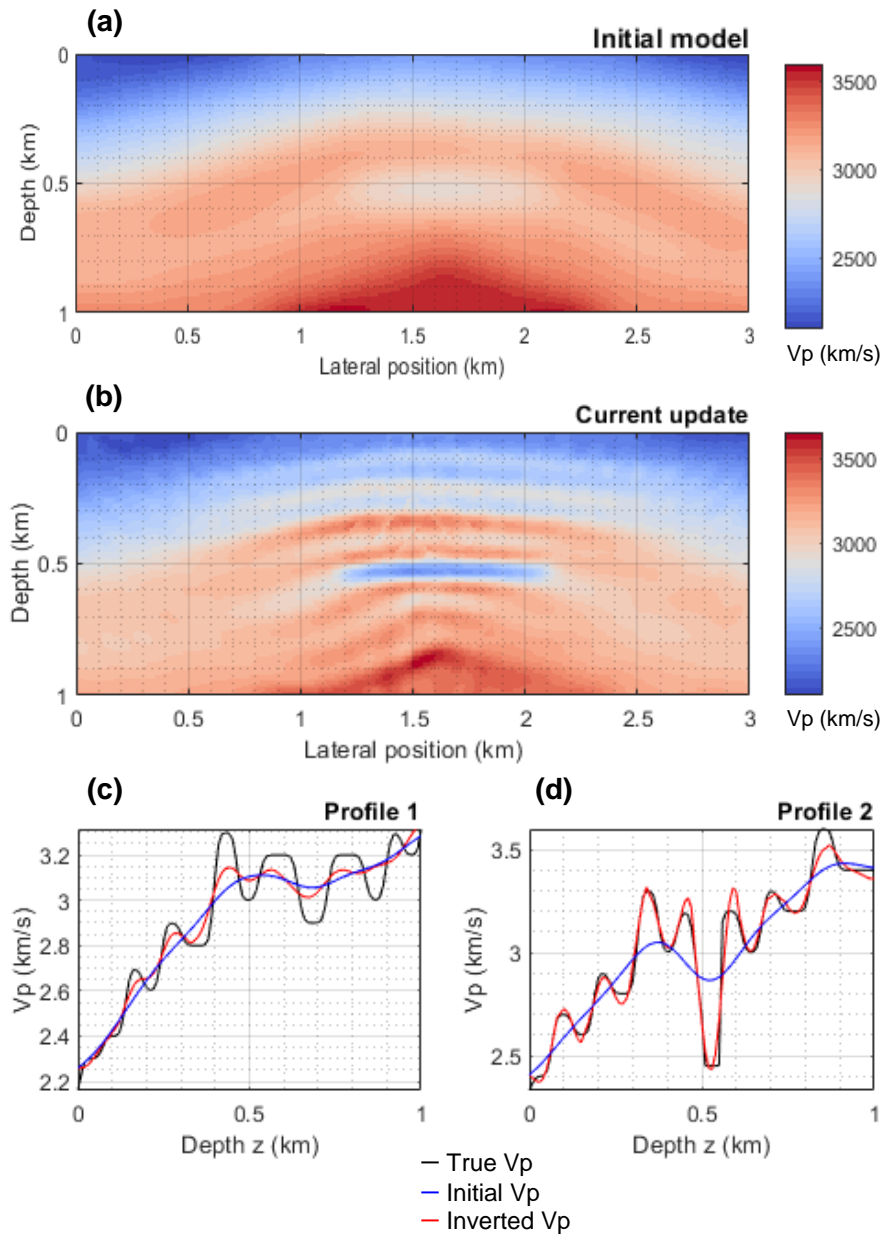 (a)
Initial model
0
0.5
1
Depth (km)
0 0.5 1 1.5 2 2.5 3
Lateral position (km)
3500
3000
2500
Vp (km/s)
(b)
Current update
0
0.5
1
Depth (km)
0 0.5 1 1.5 2 2.5 3
Lateral position (km)
3500
3000
2500
Vp (km/s)
(c)
Profile 1
3.2
3
2.8
2.6
2.4
2.2
Vp (km/s)
0 0.5 1
Depth z (km)
(d)
Profile 2
3.5
3
2.5
Vp (km/s)
0 0.5 1
Depth z (km)
True Vp
Initial Vp
Inverted Vp